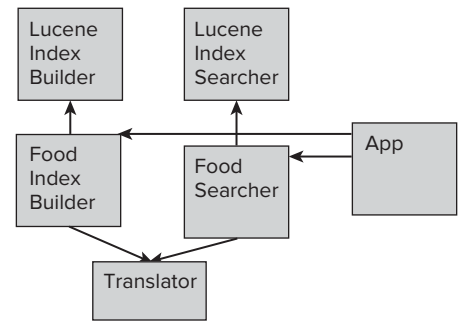 Lucene
Index
Builder
Lucene
Index
Searcher
Food
Index
Builder
Food
Searcher
App
Translator